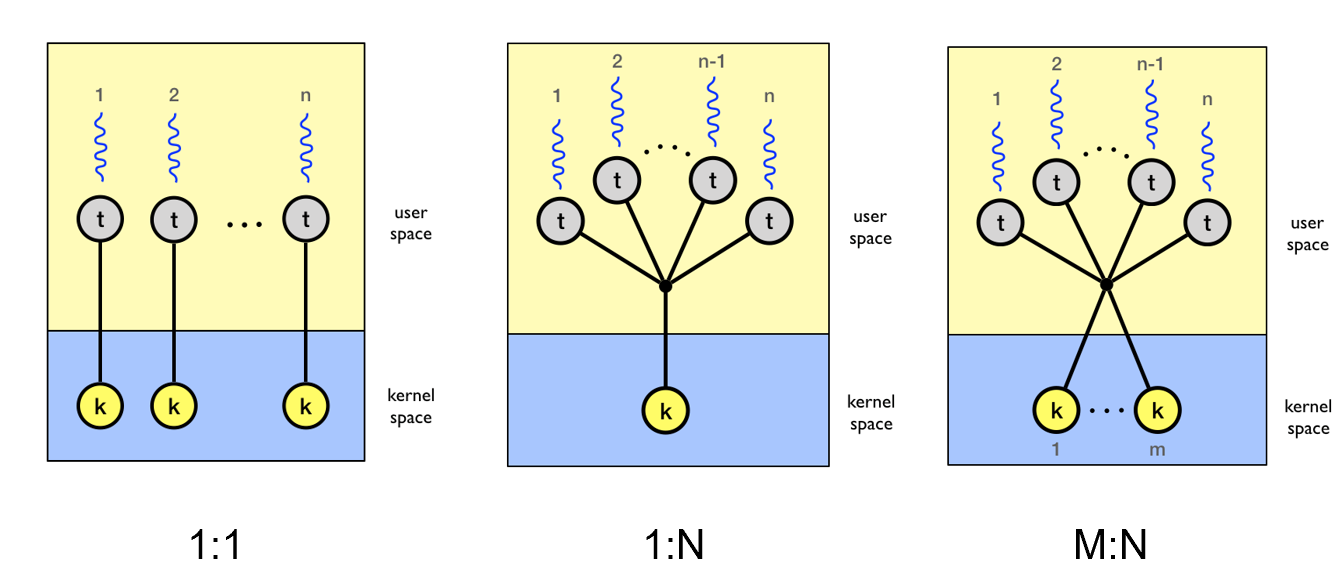 1 2 n
t t ... t
user
space
k k k
kernel
space
1:1
2 n-1
1 n
t t
t t
user
space
k
kernel
space
1:N
2 n-1
1 n
t t
t t
user
space
k ... k
1 m
kernel
space
M:N